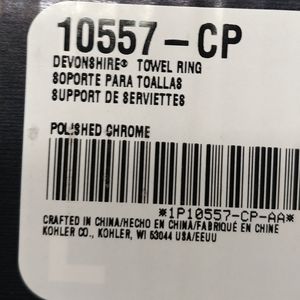 10557-CP
DEVONSHIRE® TOWEL RING
SOPORTE PARA TOALLAS
SUPPORT DE SERVIETTES
POLISHED CHROME
*1P10557-CP-AA*
CRAFTED IN CHINA/HECHO EN CHINA/FABRIQUÉ EN CHINE
KOHLER CO., KOHLER, WI 53044 USA/EEUU